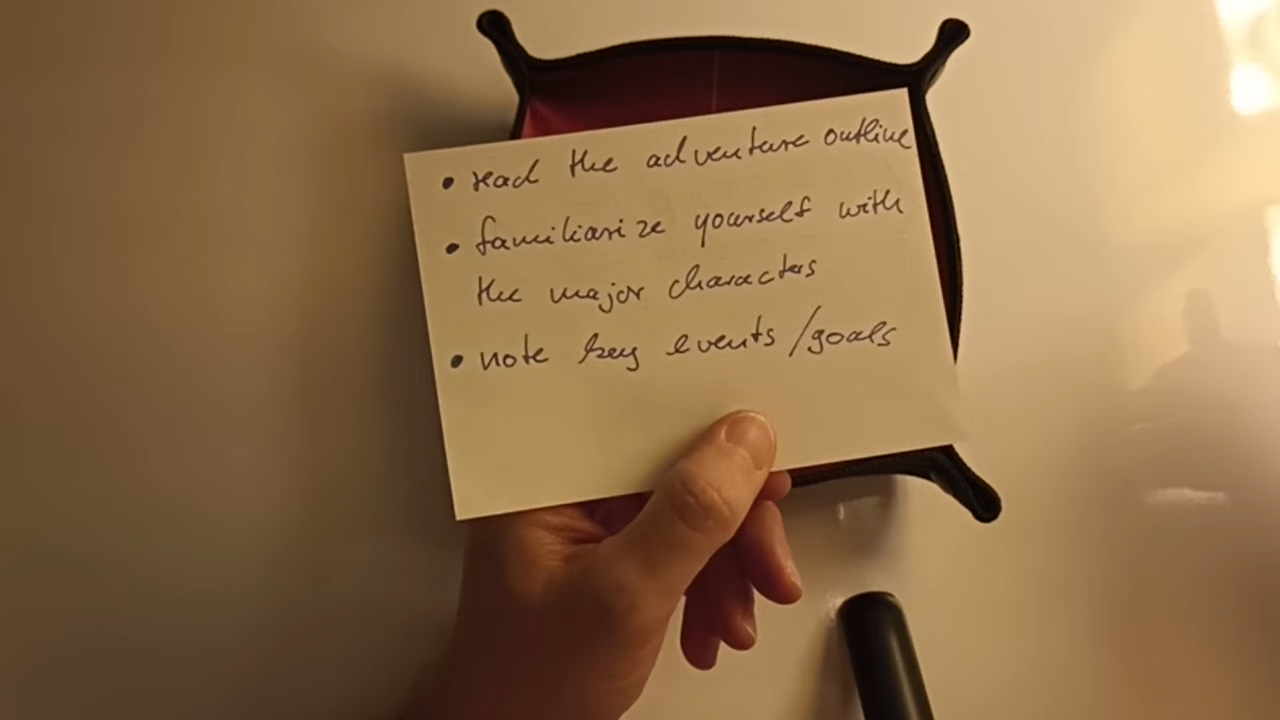 • read the adventure outline
• familiarize yourself with
the major characters
• note key events/goals